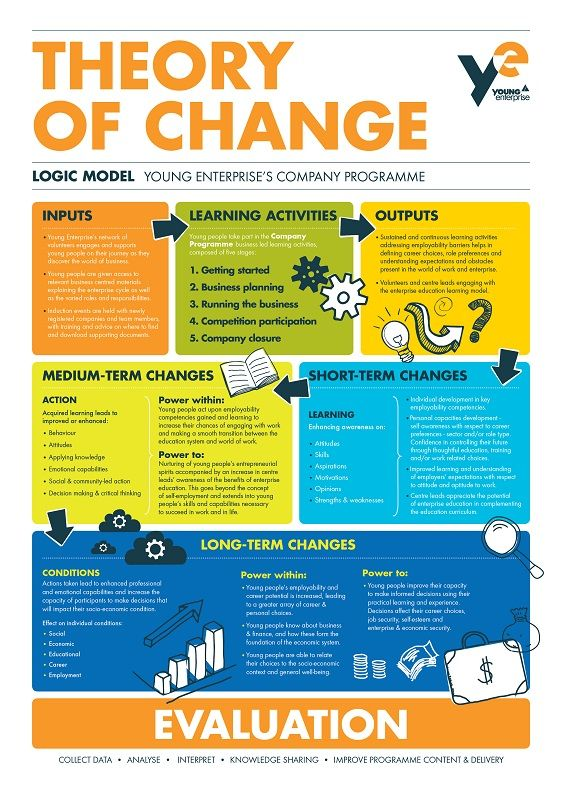 THEORY
OF CHANGE
ye
YOUNG
enterprise
LOGIC MODEL YOUNG ENTERPRISE'S COMPANY PROGRAMME
INPUTS
• Young Enterprise's network of
volunteers engages and supports
young people on their journey as they
discover the world of business.
• Young people are given access to
relevant business centred materials
explaining the enterprise cycle as well
as the varied roles and responsibilities.
• Induction events are held with newly
registered companies and team members,
with training and advice on where to find
and download supporting documents.
LEARNING ACTIVITIES
Young people take part in the Company
Programme business led learning activities,
composed of five stages:
1. Getting started
2. Business planning
3. Running the business
4. Competition participation
5. Company closure
OUTPUTS
• Sustained and continuous learning activities
addressing employability barriers helps in
defining career choices, role preferences and
understanding expectations and obstacles
present in the world of work and enterprise.
• Volunteers and centre leads engaging with
the enterprise education learning model.
?
MEDIUM-TERM CHANGES
ACTION
Acquired learning leads to
improved or enhanced:
• Behaviour
• Attitudes
• Applying knowledge
• Emotional capabilities
• Social & community-led action
• Decision making & critical thinking
Power within:
Young people act upon employability
competencies gained and learning to
increase their chances of engaging with work
and making a smooth transition between the
education system and world of work.
Power to:
Nurturing of young people's entrepreneurial
spirits accompanied by an increase in centre
leads' awareness of the benefits of enterprise
education. This goes beyond the concept
of self-employment and extends into young
people's skills and capabilities necessary
to succeed in work and in life.
SHORT-TERM CHANGES
LEARNING
Enhancing awareness on:
• Attitudes
• Skills
• Aspirations
• Motivations
• Opinions
• Strengths & weaknesses
• Individual development in key
employability competencies.
• Personal capacities development -
self awareness with respect to career
preferences - sector and/or role type.
Confidence in controlling their future
through thoughtful education, training
and/or work related choices.
• Improved learning and understanding
of employers' expectations with respect
to attitude and aptitude to work.
• Centre leads appreciate the potential
of enterprise education in complementing
the education curriculum.
LONG-TERM CHANGES
CONDITIONS
Actions taken lead to enhanced professional
and emotional capabilities and increase the
capacity of participants to make decisions that
will impact their socio-economic condition.
Effect on individual conditions:
• Social
• Economic
• Educational
• Career
• Employment
Power within:
• Young people's employability and
career potential is increased, leading
to a greater array of career &
personal choices.
• Young people know about business
& finance, and how these form the
foundation of the economic system.
• Young people are able to relate
their choices to the socio-economic
context and general well-being.
Power to:
• Young people improve their capacity
to make informed decisions using their
practical learning and experience.
Decisions affect their career choices,
job security, self-esteem and
enterprise & economic security.
$
EVALUATION
COLLECT DATA • ANALYSE • INTERPRET • KNOWLEDGE SHARING • IMPROVE PROGRAMME CONTENT & DELIVERY